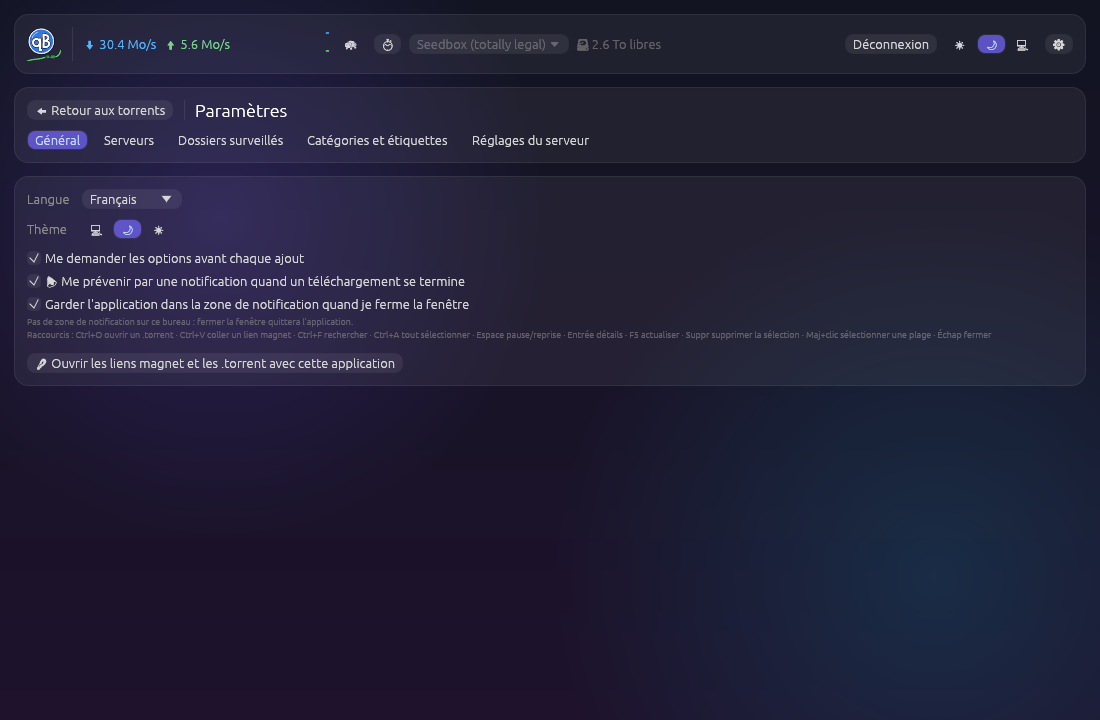 qB
30.4 Mo/s 5.6 Mo/s Seedbox (totally legal) 2.6 To libres Déconnexion
Retour aux torrents Paramètres
Général Serveurs Dossiers surveillés Catégories et étiquettes Réglages du serveur
Langue Français
Thème
Me demander les options avant chaque ajout
Me prévenir par une notification quand un téléchargement se termine
Garder l'application dans la zone de notification quand je ferme la fenêtre
Pas de zone de notification sur ce bureau : fermer la fenêtre quittera l'application.
Raccourcis : Ctrl+O ouvrir un .torrent · Ctrl+V coller un lien magnet · Ctrl+F rechercher · Ctrl+A tout sélectionner · Espace pause/reprise · Entrée détails · F5 actualiser · Suppr supprimer la sélection · Maj+clic sélectionner une plage · Échap fermer
Ouvrir les liens magnet et les .torrent avec cette application